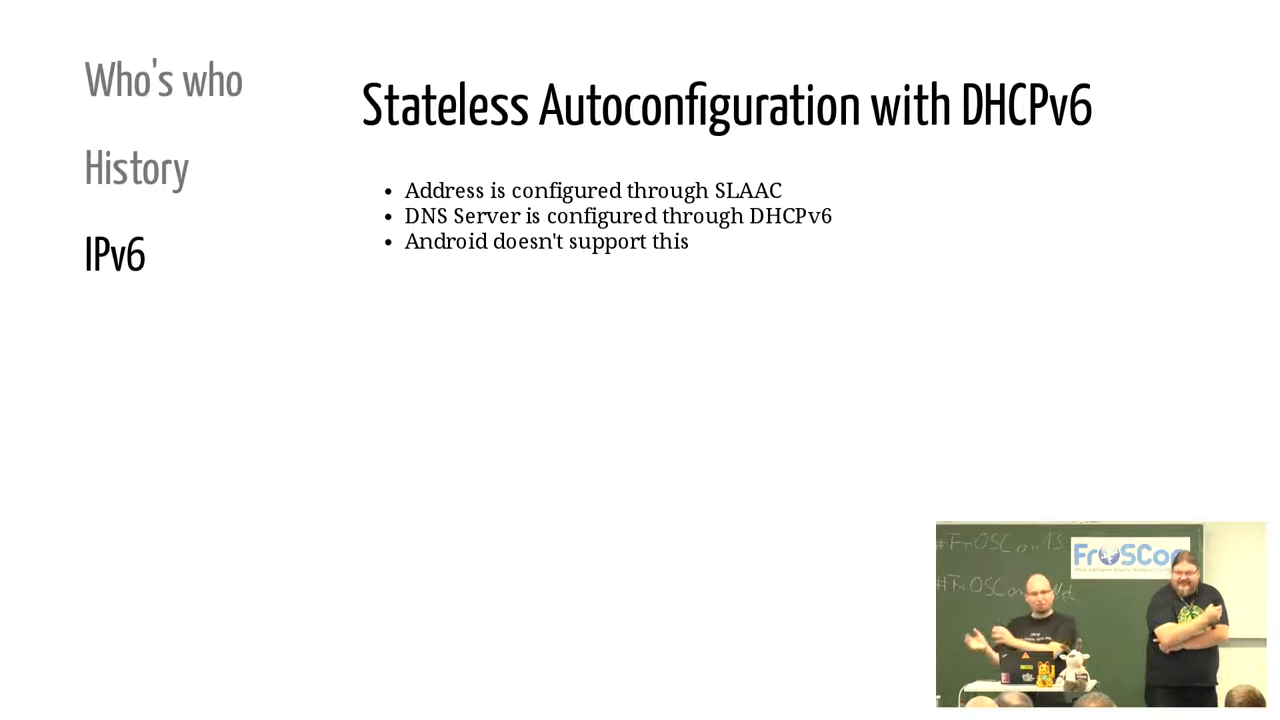 Who's who
History
IPv6
Stateless Autoconfiguration with DHCPv6
• Address is configured through SLAAC
• DNS Server is configured through DHCPv6
• Android doesn't support this
#FrOSCon13
FrOSCo